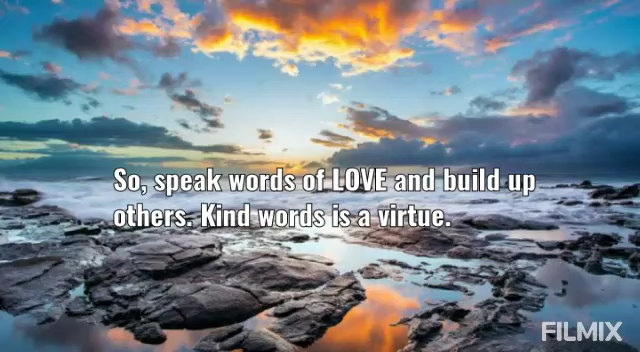 So, speak words of LOVE and build up
others. Kind words is a virtue.
FILMIX